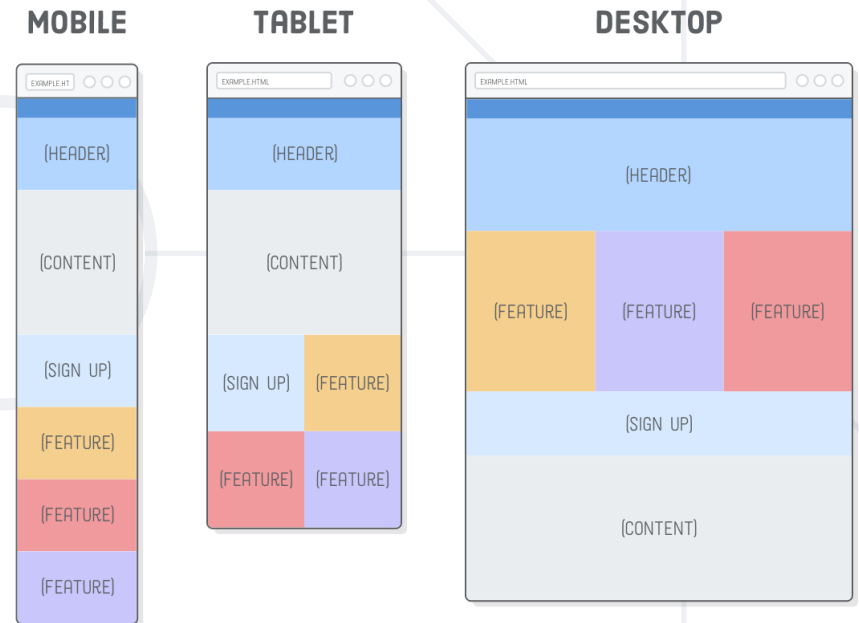 MOBILE
TABLET
DESKTOP
EXAMPLE.HT
EXAMPLE.HTML
EXAMPLE.HTML
(HEADER)
(CONTENT)
(SIGN UP)
(FEATURE)
(FEATURE)
(FEATURE)
(HEADER)
(CONTENT)
(SIGN UP) (FEATURE)
(FEATURE) (FEATURE)
(HEADER)
(FEATURE) (FEATURE) (FEATURE)
(SIGN UP)
(CONTENT)